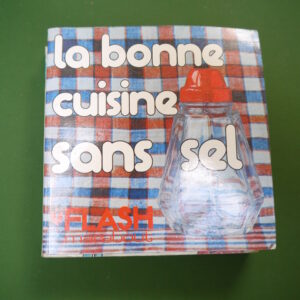 la bonne
cuisine
sans sel
FLASH